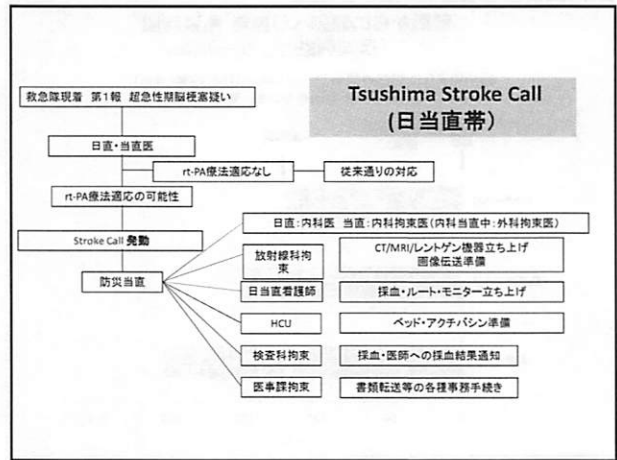 Tsushima Stroke Call
(日当直帯)
救急隊現着 第1報 超急性期脳梗塞疑い
日直・当直医
rt-PA療法適応なし
従来通りの対応
rt-PA療法適応の可能性
Stroke Call 発動
防災当直
日直:内科医 当直:内科拘束医(内科当直中:外科拘束医)
放射線科拘
束
CT/MRI/レントゲン機器立ち上げ
画像伝送準備
日当直看護師
採血・ルート・モニター立ち上げ
HCU
ベッド・アクチバシン準備
検査科拘束
採血・医師への採血結果通知
医事課拘束
書類転送等の各種事務手続き